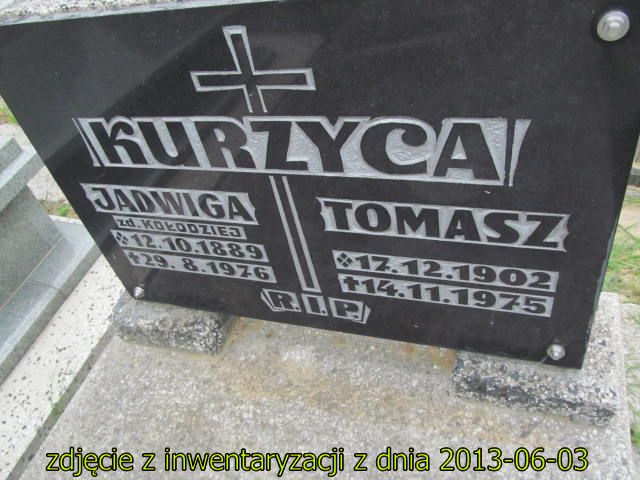 KURZYCA
JADWIGA
zd. KOŁODZIEJ
12.10.1889
29. 8.1976
TOMASZ
17.12.1902
14.11.1975
R.I.P.
zdjęcie z inwentaryzacji z dnia 2013-06-03